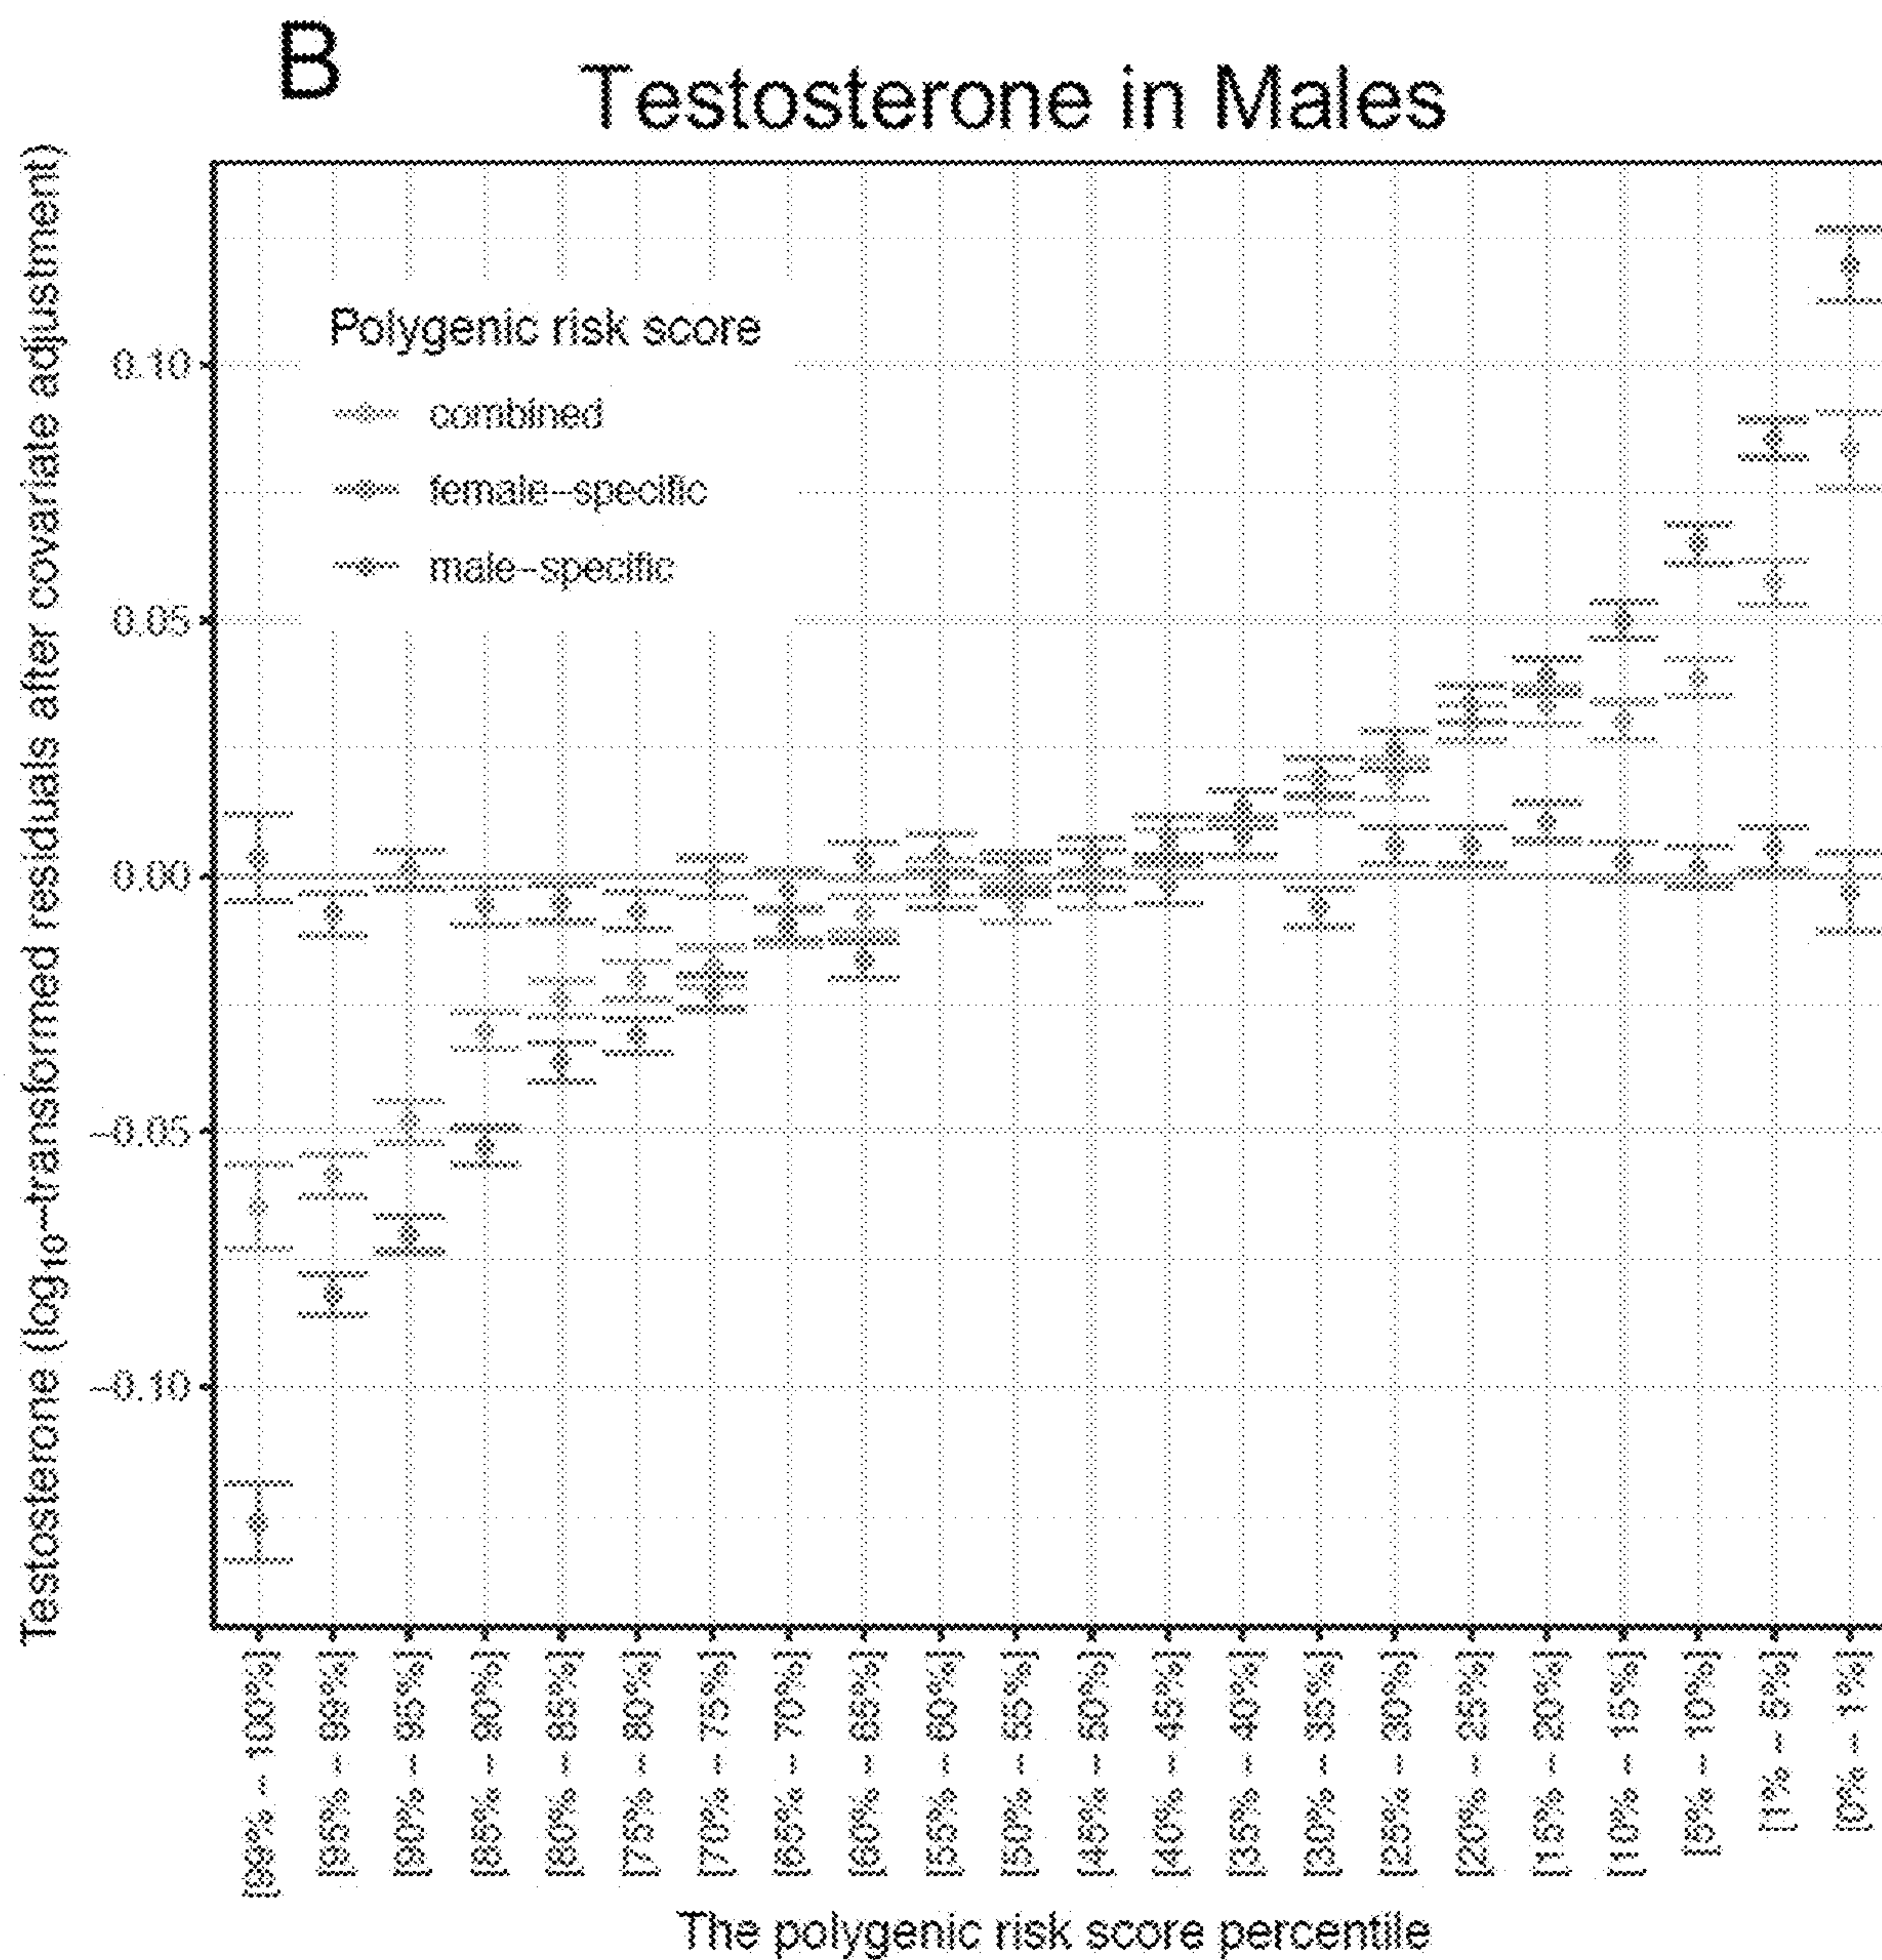 B
Testosterone in Males
Testosterone (log10-transformed residuals after covariate adjustment)
Polygenic risk score
combined
female-specific
male-specific
0.10
0.05
0.00
-0.05
-0.10
[99% - 100%]
[95% - 99%]
[90% - 95%]
[85% - 90%]
[80% - 85%]
[75% - 80%]
[70% - 75%]
[65% - 70%]
[60% - 65%]
[55% - 60%]
[50% - 55%]
[45% - 50%]
[40% - 45%]
[35% - 40%]
[30% - 35%]
[25% - 30%]
[20% - 25%]
[15% - 20%]
[10% - 15%]
[5% - 10%]
[1% - 5%]
[0% - 1%]
The polygenic risk score percentile